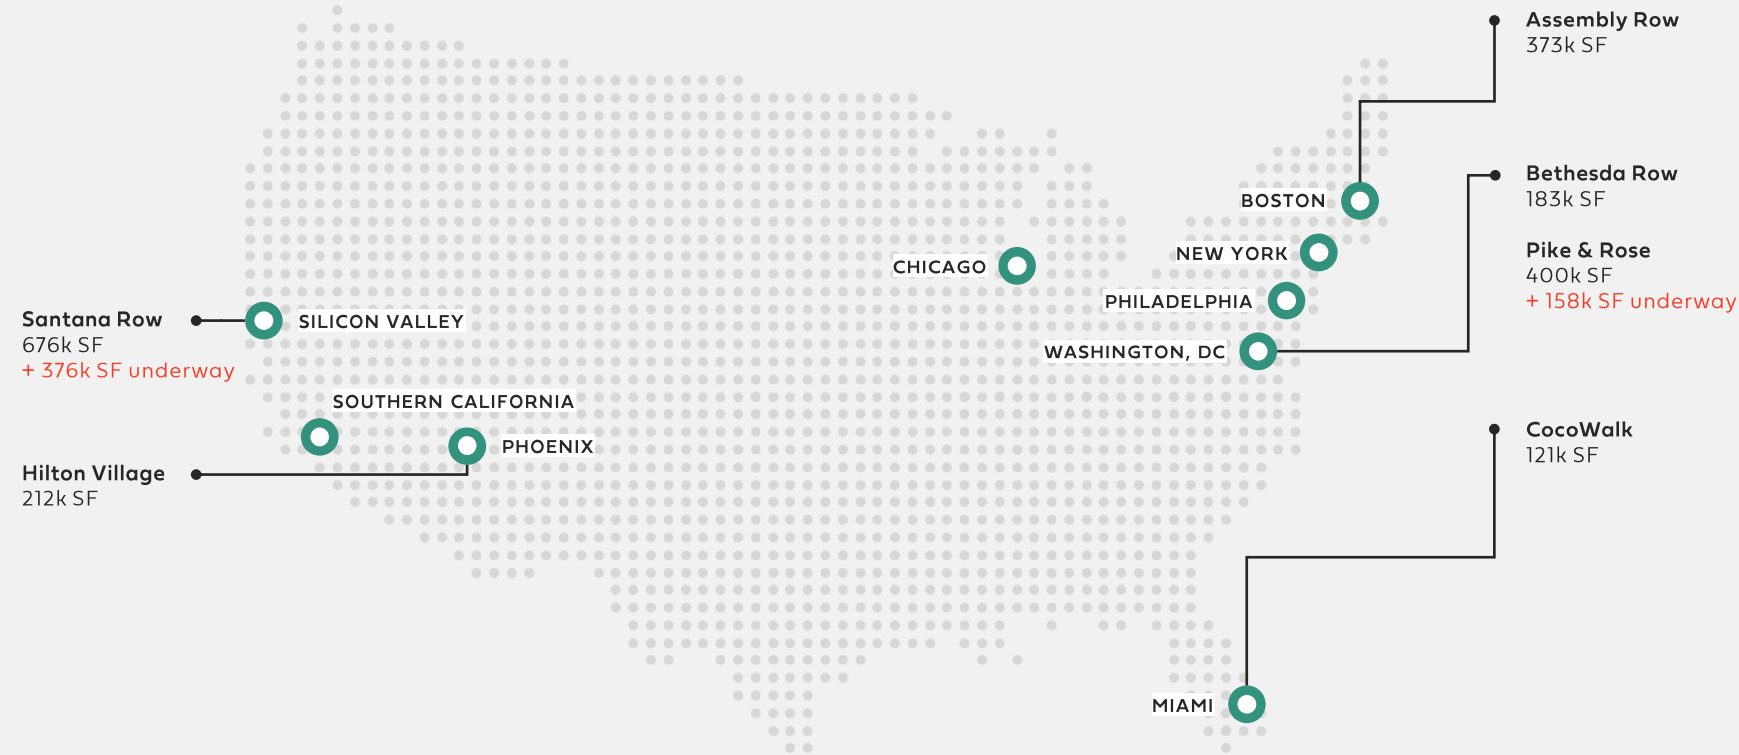 Assembly Row
373k SF
Bethesda Row
183k SF
BOSTON
NEW YORK
Pike & Rose
400k SF
+ 158k SF underway
CHICAGO
PHILADELPHIA
Santana Row
676k SF
+ 376k SF underway
SILICON VALLEY
WASHINGTON, DC
SOUTHERN CALIFORNIA
PHOENIX
CocoWalk
121k SF
Hilton Village
212k SF
MIAMI